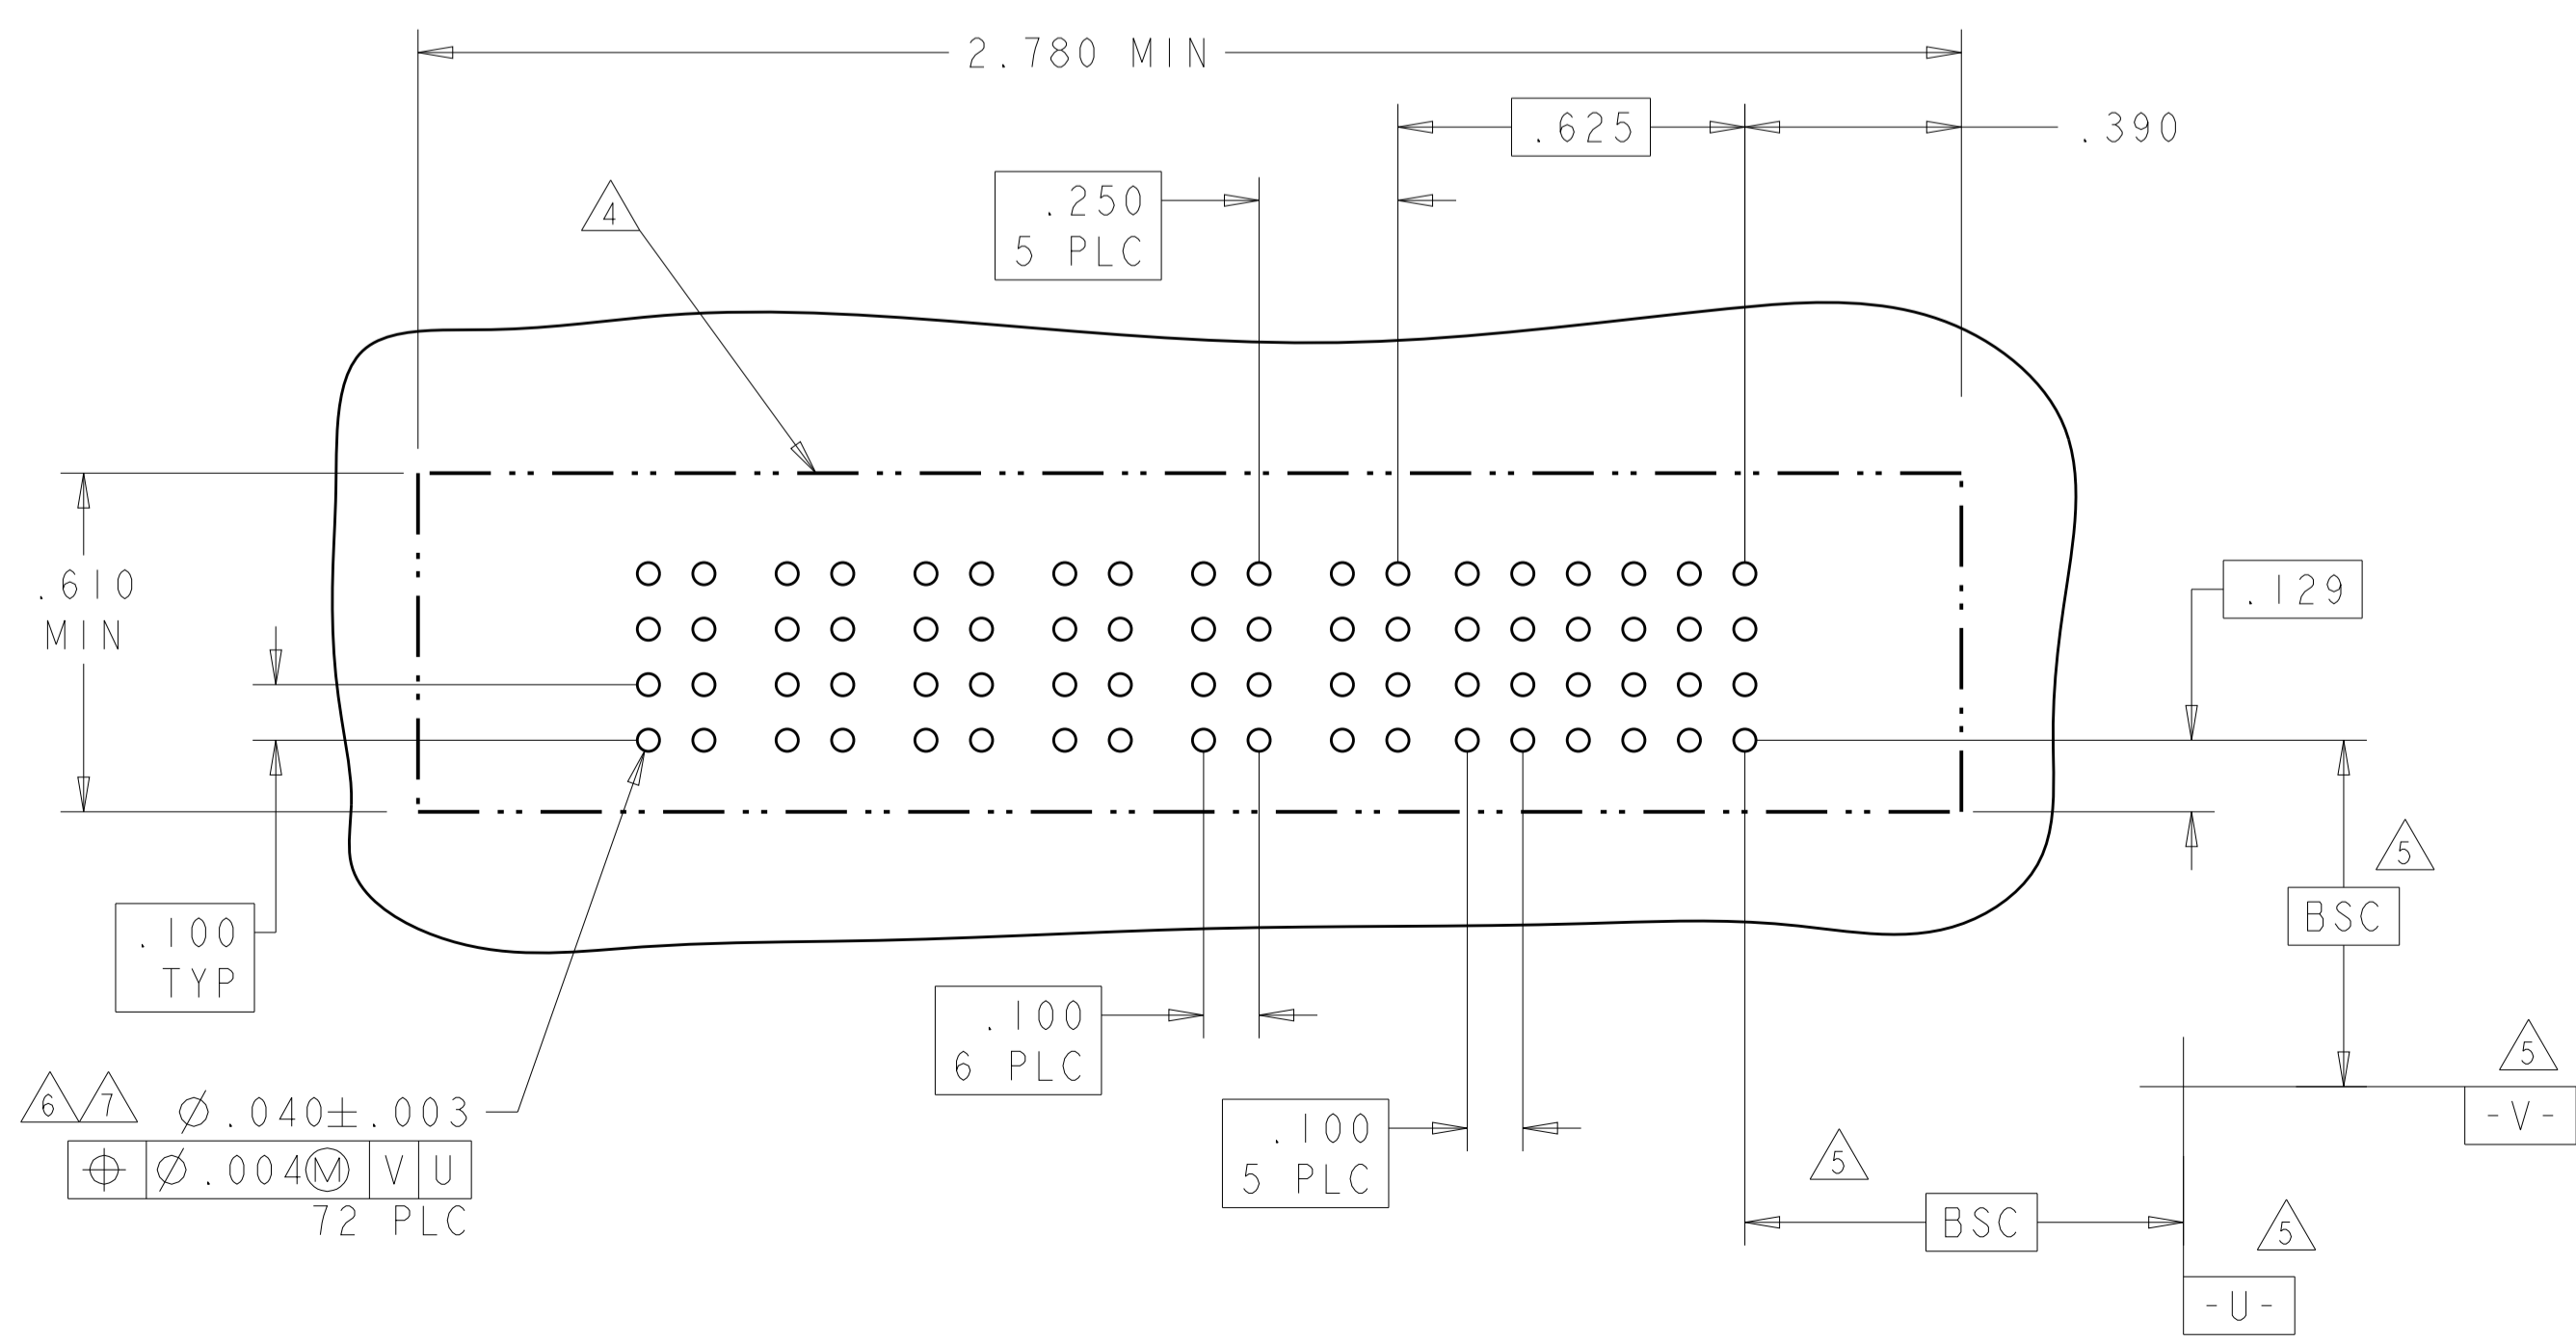 2.780 MIN
.625
.390
.250
5 PLC
4
.610
MIN
.129
5
BSC
.100
TYP
.100
6 PLC
5
-V-
6 7 Ø.040±.003
⌖ Ø.004Ⓜ V U
72 PLC
.100
5 PLC
5
BSC
5
-U-